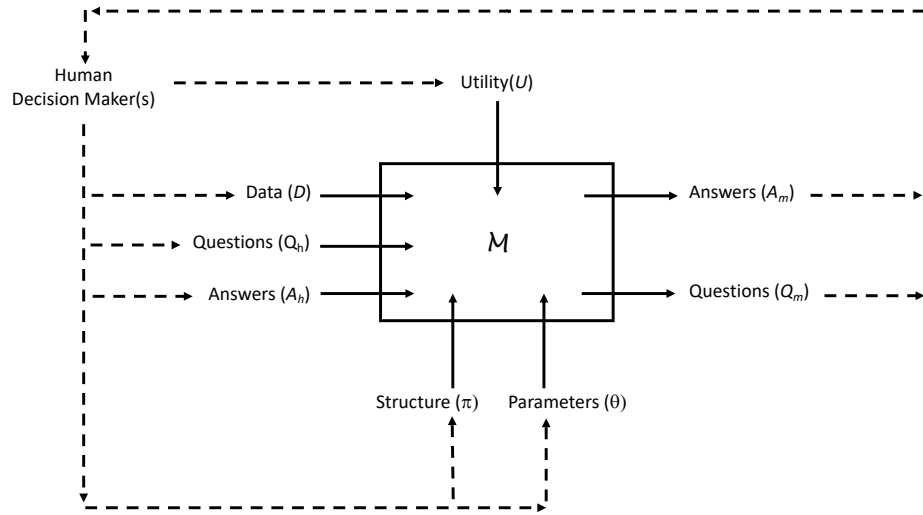 Human
Decision Maker(s)
Utility(U)
Data (D)
Answers (Aₘ)
Questions (Qₕ)
M
Answers (Aₕ)
Questions (Qₘ)
Structure (π)
Parameters (θ)